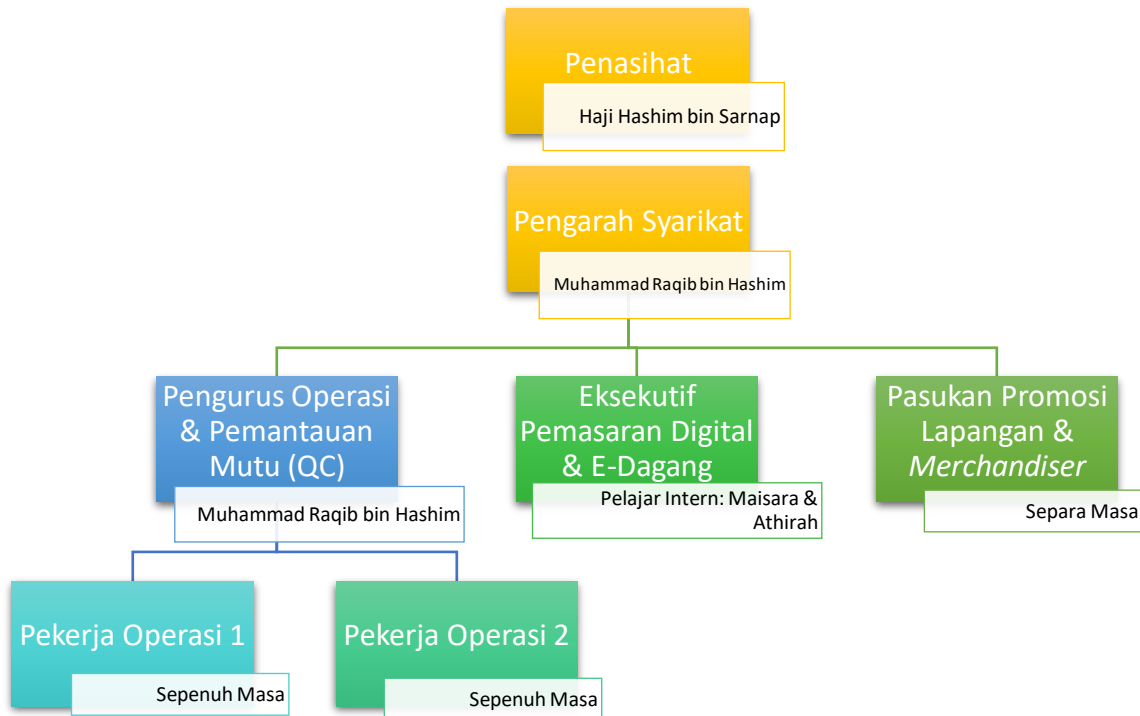 Penasihat
Haji Hashim bin Sarnap
Pengarah Syarikat
Muhammad Raqib bin Hashim
Pengurus Operasi
& Pemantauan
Mutu (QC)
Muhammad Raqib bin Hashim
Eksekutif
Pemasaran Digital
& E-Dagang
Pelajar Intern: Maisara &
Athirah
Pasukan Promosi
Lapangan &
Merchandiser
Separa Masa
Pekerja Operasi 1
Sepenuh Masa
Pekerja Operasi 2
Sepenuh Masa